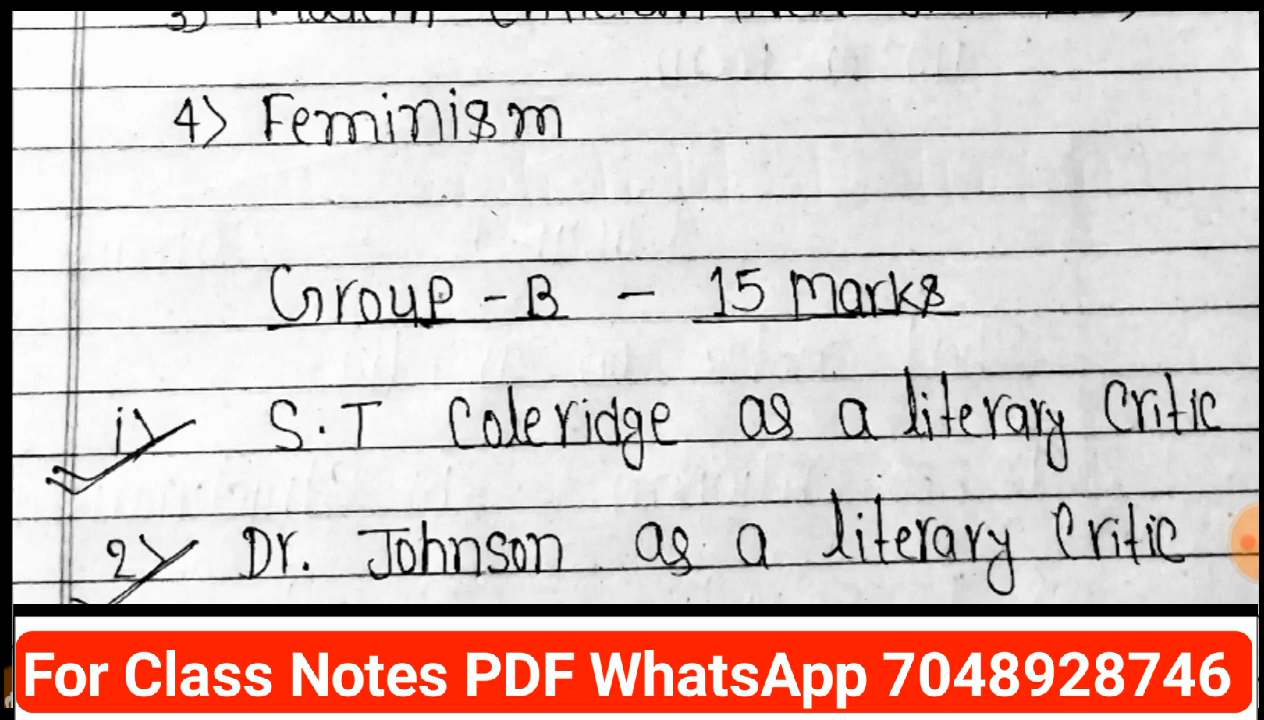 3)
4) Feminism
Group - B - 15 Marks
i) S.T Coleridge as a literary Critic
2) Dr. Johnson as a literary Critic
For Class Notes PDF WhatsApp 7048928746